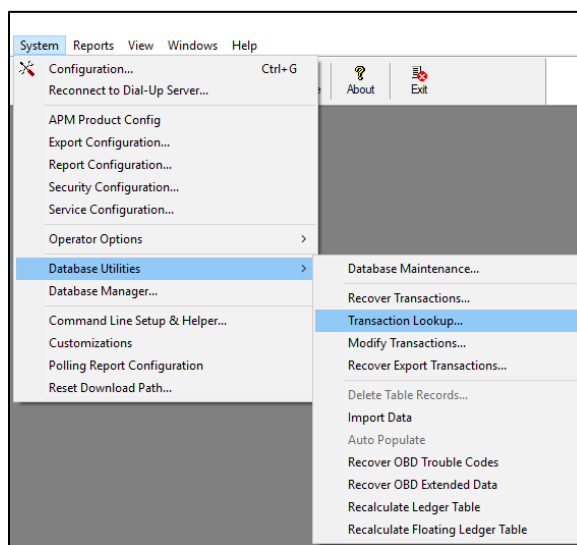 System Reports View Windows Help
Configuration... Ctrl+G
Reconnect to Dial-Up Server...
About
Exit
APM Product Config
Export Configuration...
Report Configuration...
Security Configuration...
Service Configuration...
Operator Options >
Database Utilities >
Database Manager...
Command Line Setup & Helper...
Customizations
Polling Report Configuration
Reset Download Path...
Database Maintenance...
Recover Transactions...
Transaction Lookup...
Modify Transactions...
Recover Export Transactions...
Delete Table Records...
Import Data
Auto Populate
Recover OBD Trouble Codes
Recover OBD Extended Data
Recalculate Ledger Table
Recalculate Floating Ledger Table